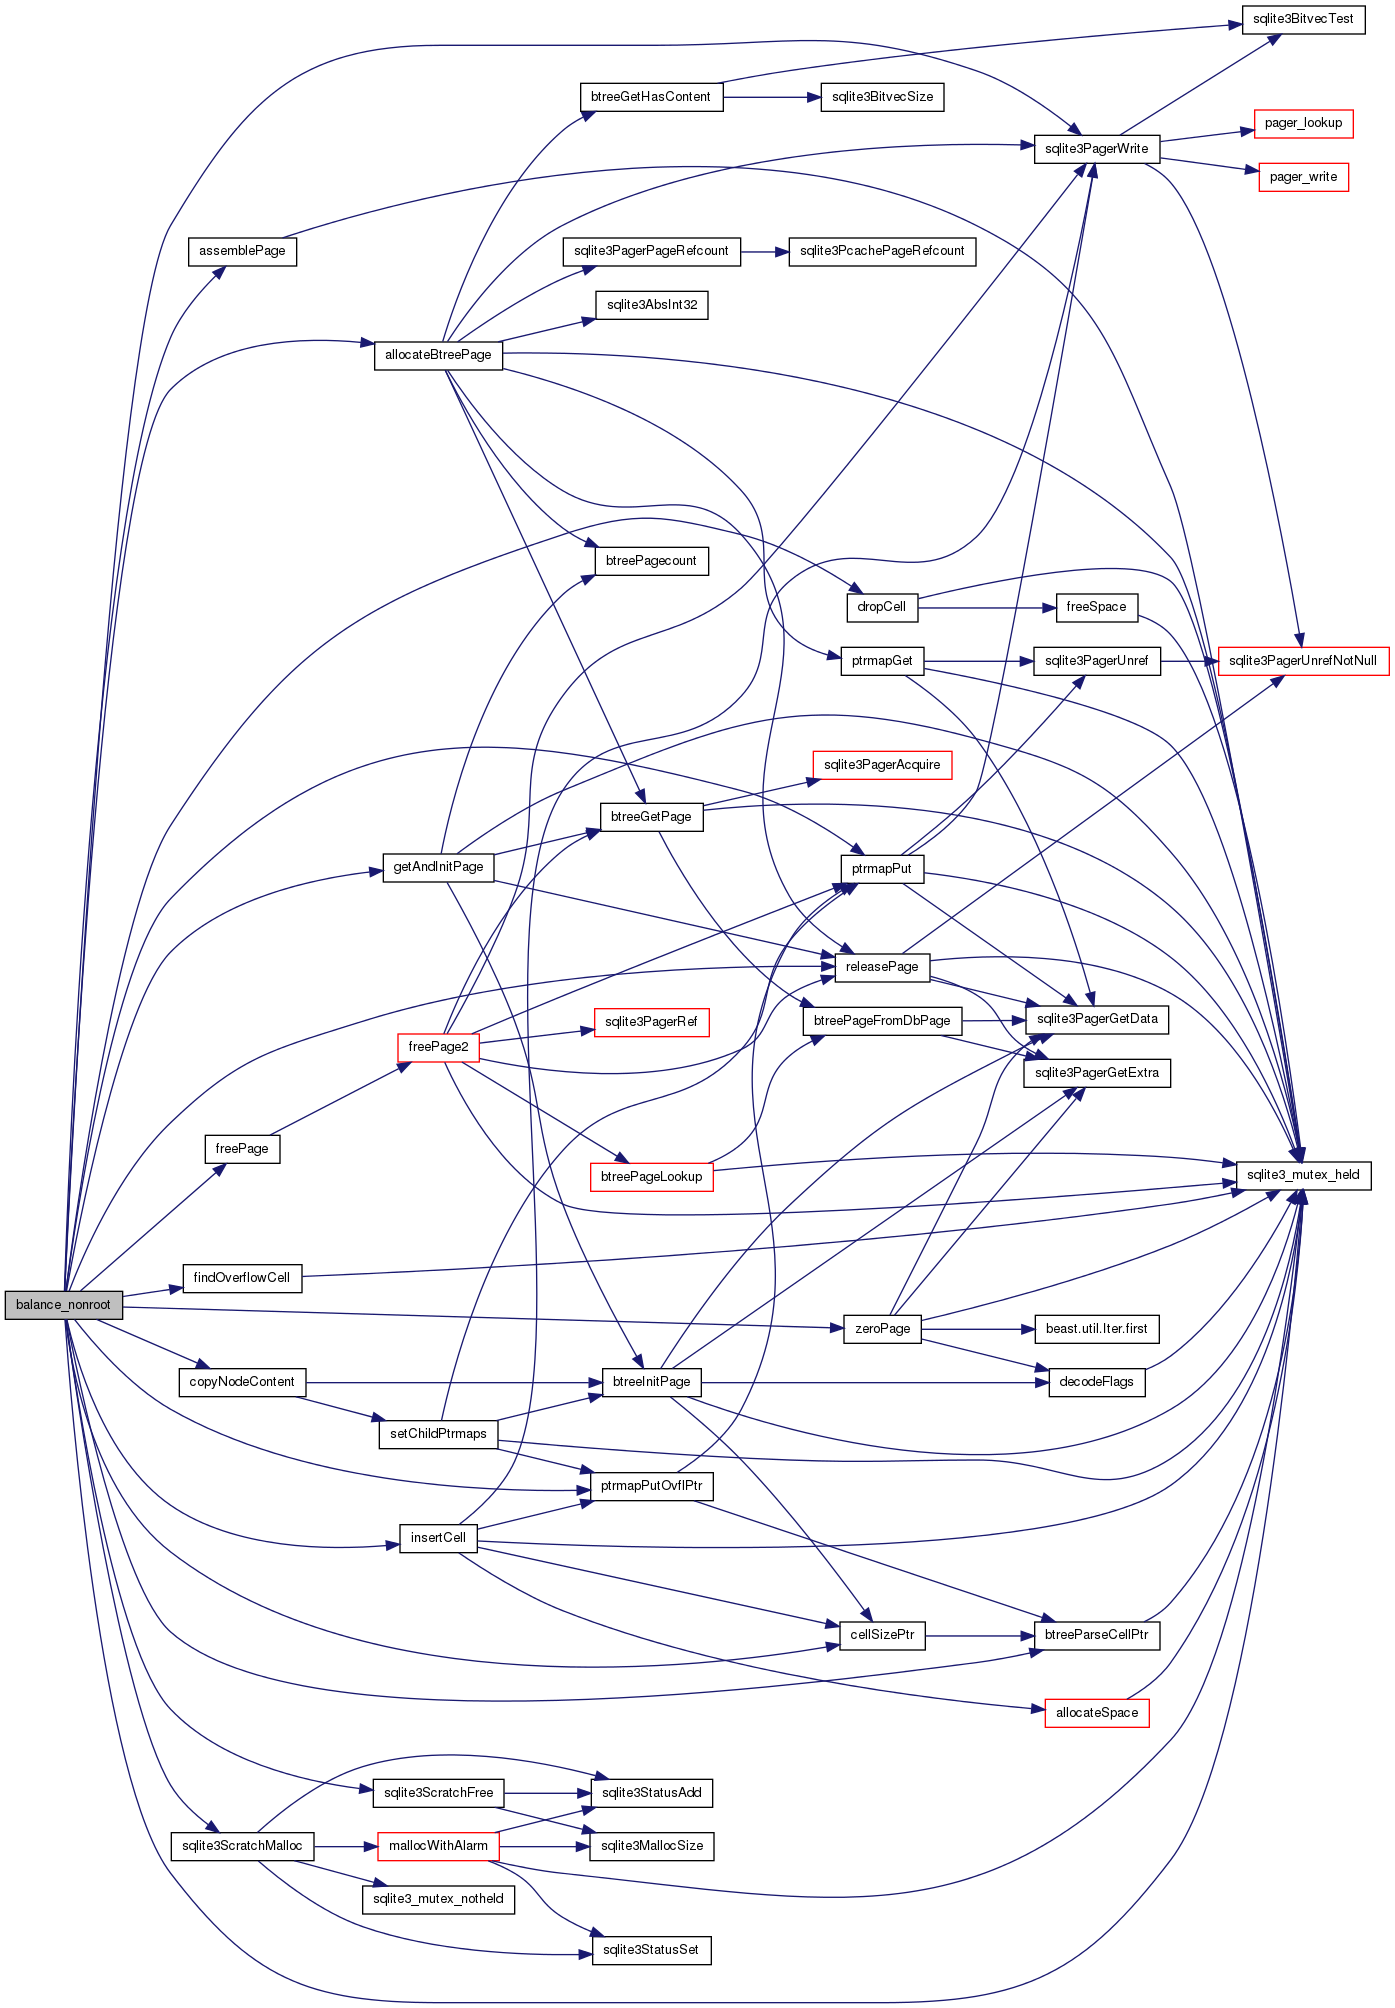 sqlite3BitvecTest
btreeGetHasContent
sqlite3BitvecSize
pager_lookup
sqlite3PagerWrite
pager_write
assemblePage
sqlite3PagerPageRefcount
sqlite3PcachePageRefcount
sqlite3AbsInt32
allocateBtreePage
btreePagecount
dropCell
freeSpace
ptrmapGet
sqlite3PagerUnref
sqlite3PagerUnrefNotNull
sqlite3PagerAcquire
btreeGetPage
getAndInitPage
ptrmapPut
releasePage
sqlite3PagerRef
btreePageFromDbPage
sqlite3PagerGetData
freePage2
sqlite3PagerGetExtra
freePage
btreePageLookup
sqlite3_mutex_held
findOverflowCell
balance_nonroot
zeroPage
beast.util.Iter.first
copyNodeContent
btreeInitPage
decodeFlags
setChildPtrmaps
ptrmapPutOvflPtr
insertCell
cellSizePtr
btreeParseCellPtr
allocateSpace
sqlite3ScratchFree
sqlite3StatusAdd
sqlite3ScratchMalloc
mallocWithAlarm
sqlite3MallocSize
sqlite3_mutex_notheld
sqlite3StatusSet